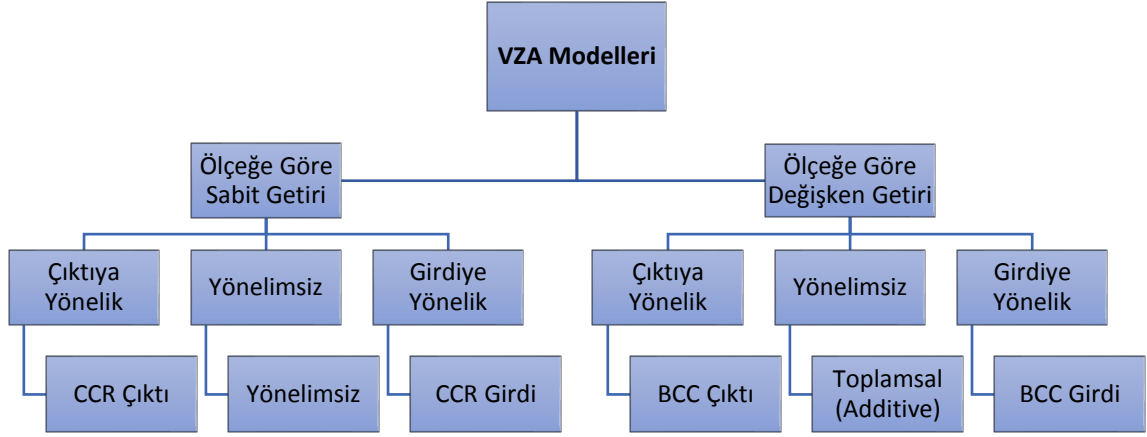 VZA Modelleri
Ölçeğe Göre
Sabit Getiri
Ölçeğe Göre
Değişken Getiri
Çıktıya
Yönelik
Yönelimsiz
Girdiye
Yönelik
Çıktıya
Yönelik
Yönelimsiz
Girdiye
Yönelik
CCR Çıktı
Yönelimsiz
CCR Girdi
BCC Çıktı
Toplamsal
(Additive)
BCC Girdi